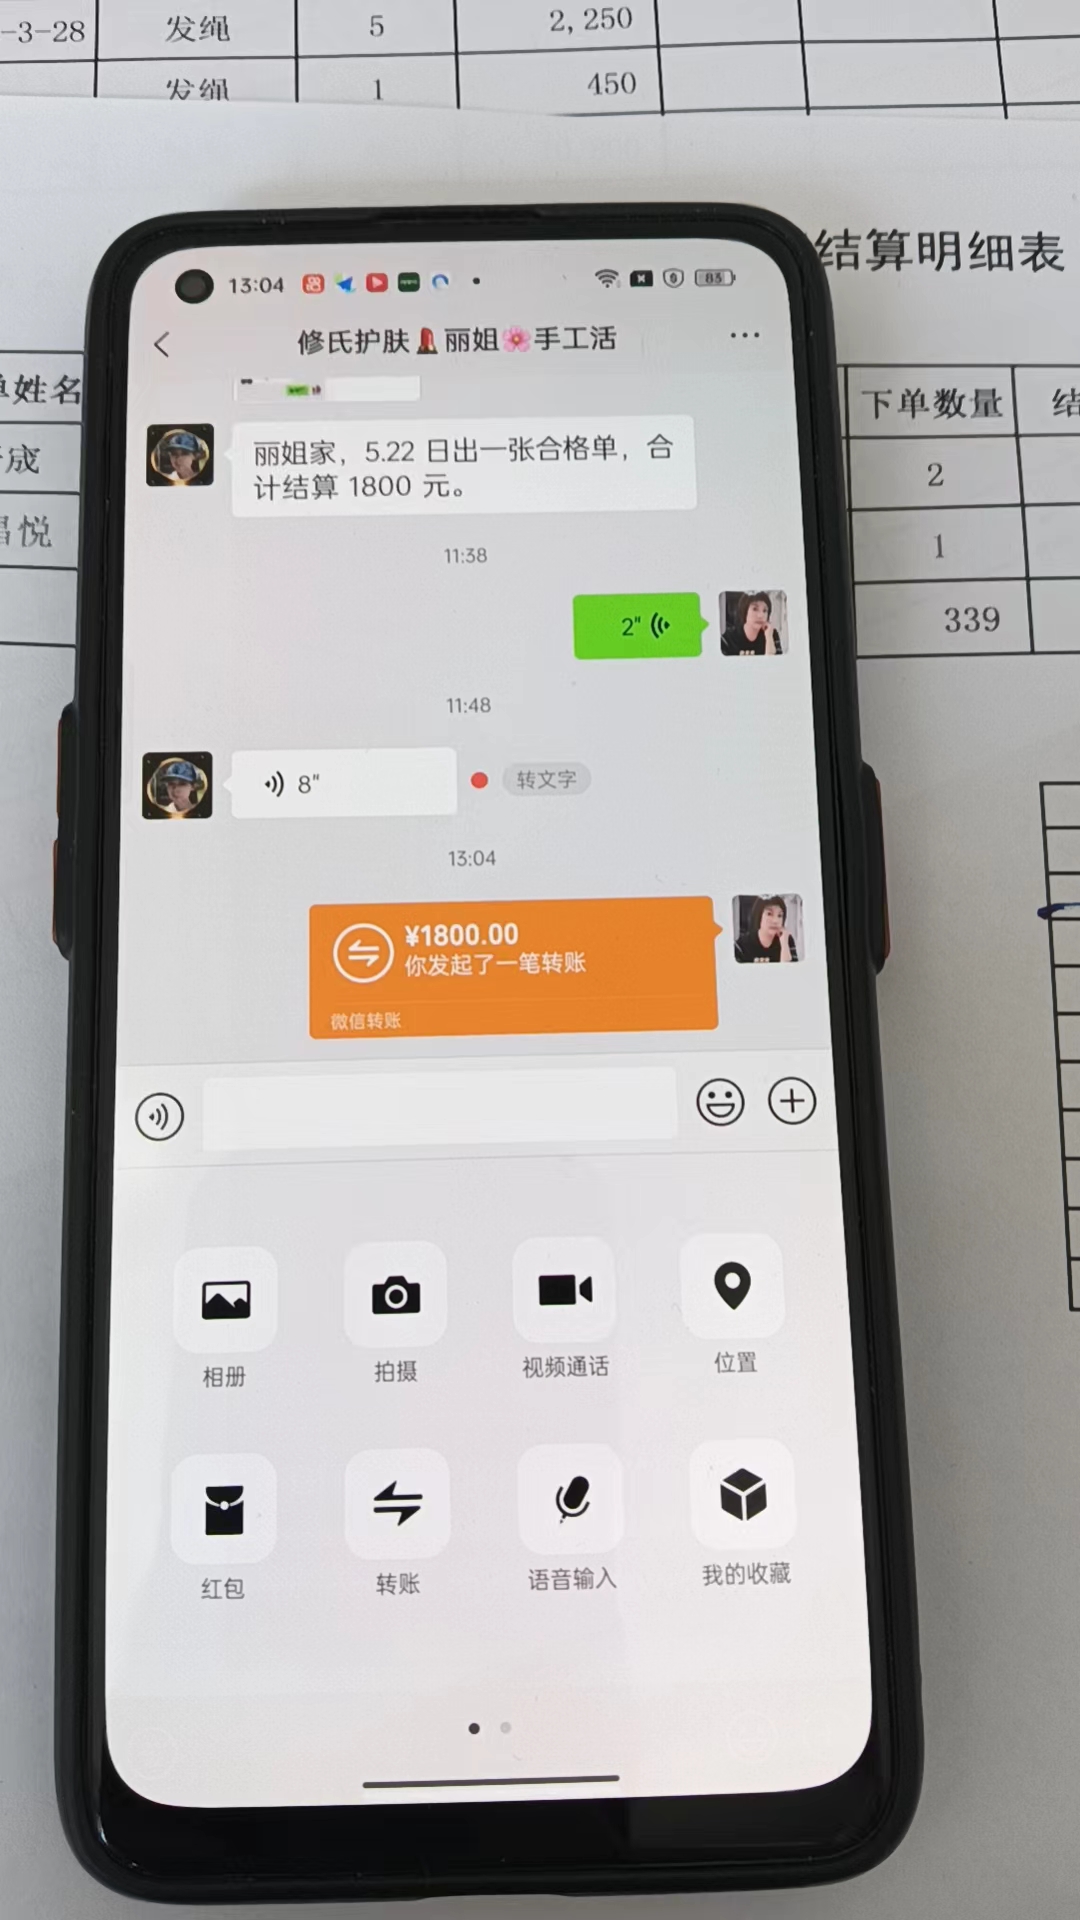 -3-28 发绳 5 2,250
发绳 1 450
结算明细表
13:04 83
修氏护肤💄丽姐🌸手工活
单姓名 下单数量 结
成 2
昌悦 1
339
丽姐家，5.22 日出一张合格单，合
计结算 1800 元。
11:38
2"
11:48
8" 转文字
13:04
¥1800.00
你发起了一笔转账
微信转账
相册 拍摄 视频通话 位置
红包 转账 语音输入 我的收藏